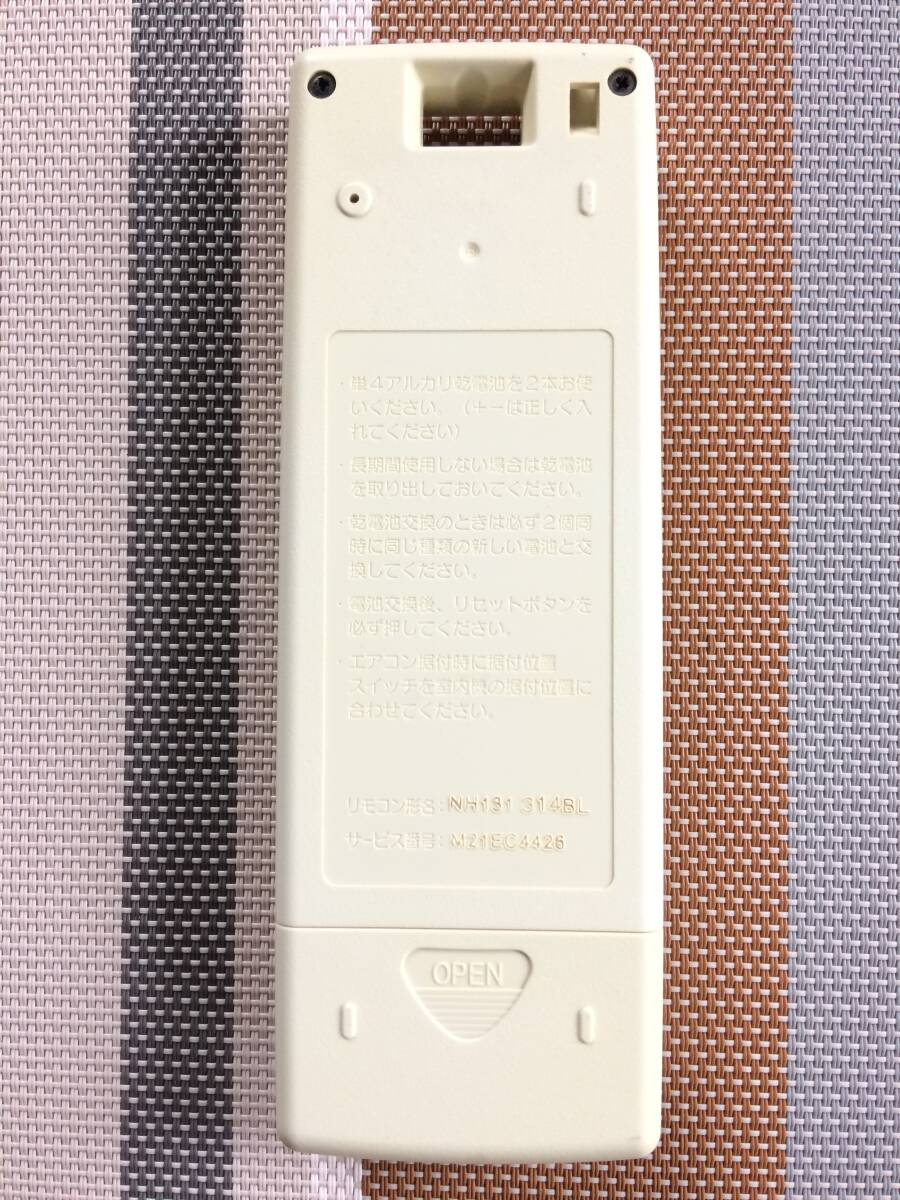 ・単4アルカリ乾電池を2本お使
いください。(+−は正しく入
れてください)
・長期間使用しない場合は乾電池
を取り出しておいてください。
・乾電池交換のときは必ず2個同
時に同じ種類の新しい電池と交
換してください。
・電池交換後、リセットボタンを
必ず押してください。
・エアコン据付時に据付位置
スイッチを室内機の据付位置に
合わせてください。
リモコン形名:NH131 314BL
サービス番号:M21EC4426
OPEN